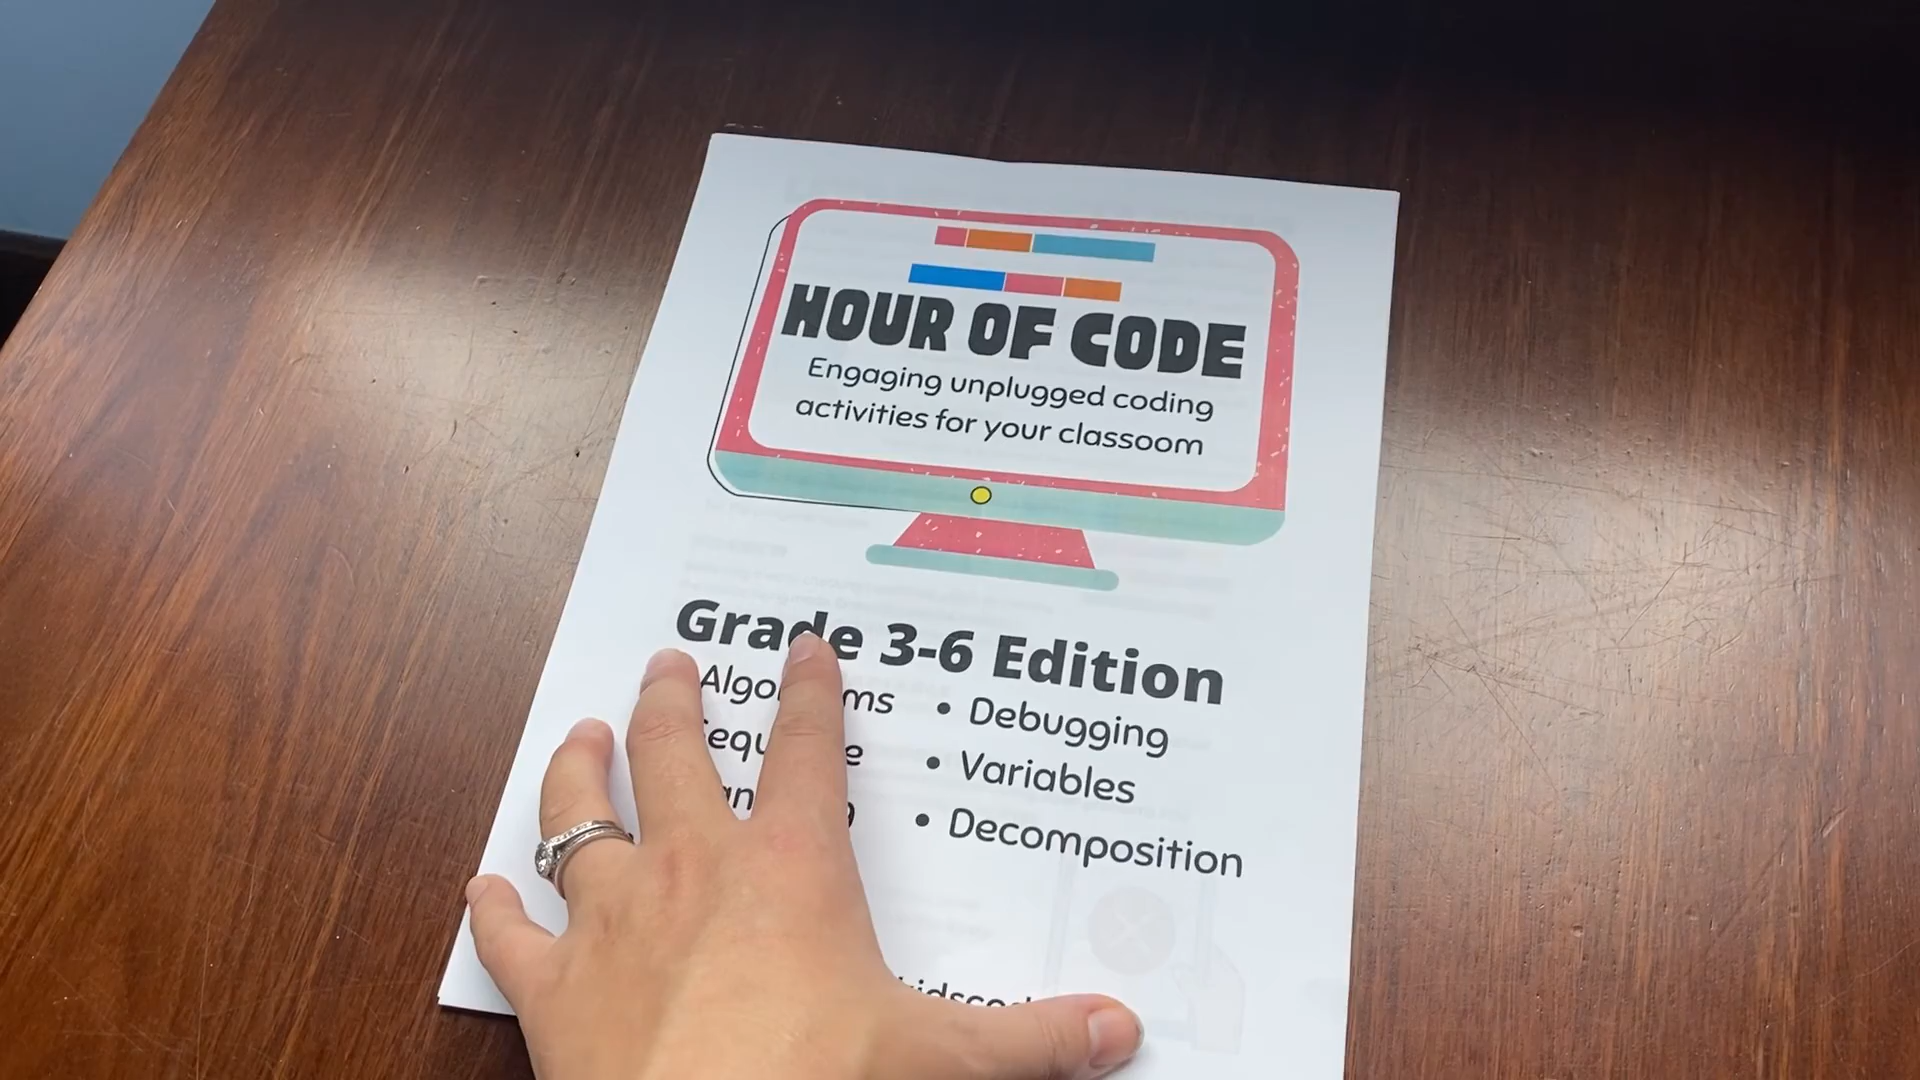 HOUR OF CODE
Engaging unplugged coding
activities for your classoom
Grade 3-6 Edition
• Debugging
• Variables
• Decomposition